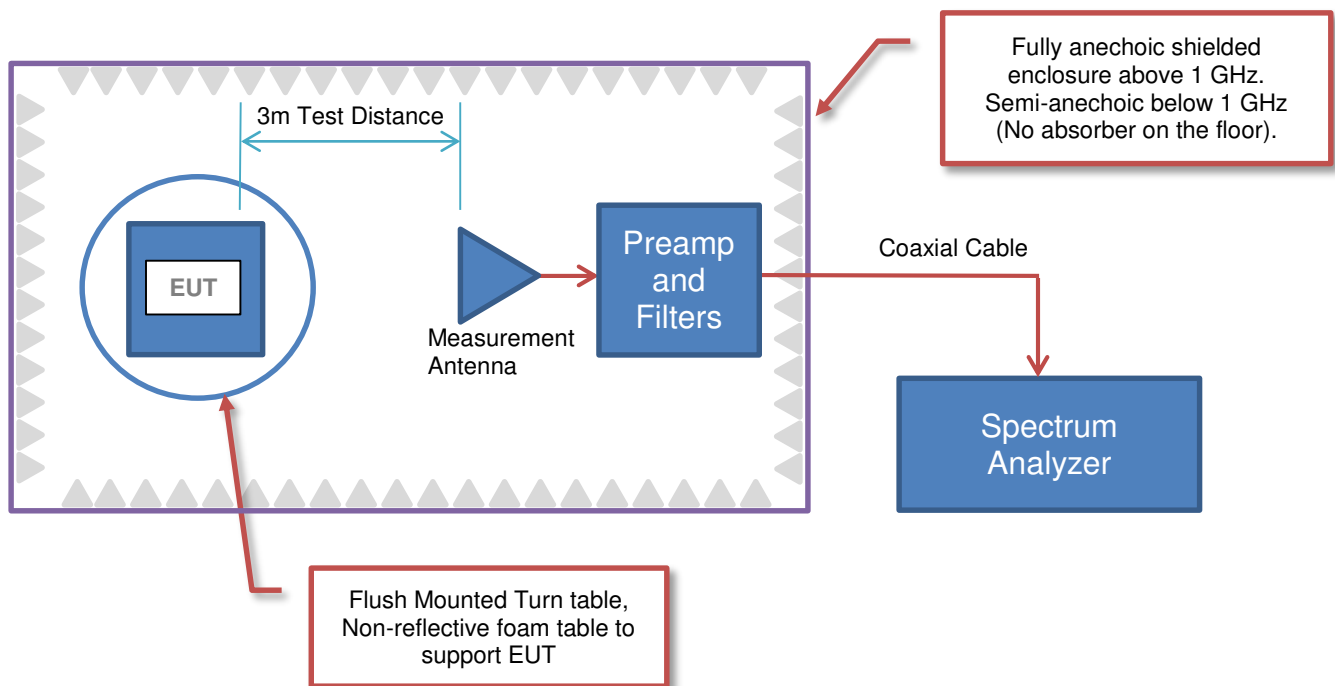 Fully anechoic shielded
enclosure above 1 GHz.
Semi-anechoic below 1 GHz
(No absorber on the floor).
3m Test Distance
EUT
Measurement
Antenna
Preamp
and
Filters
Coaxial Cable
Spectrum
Analyzer
Flush Mounted Turn table,
Non-reflective foam table to
support EUT